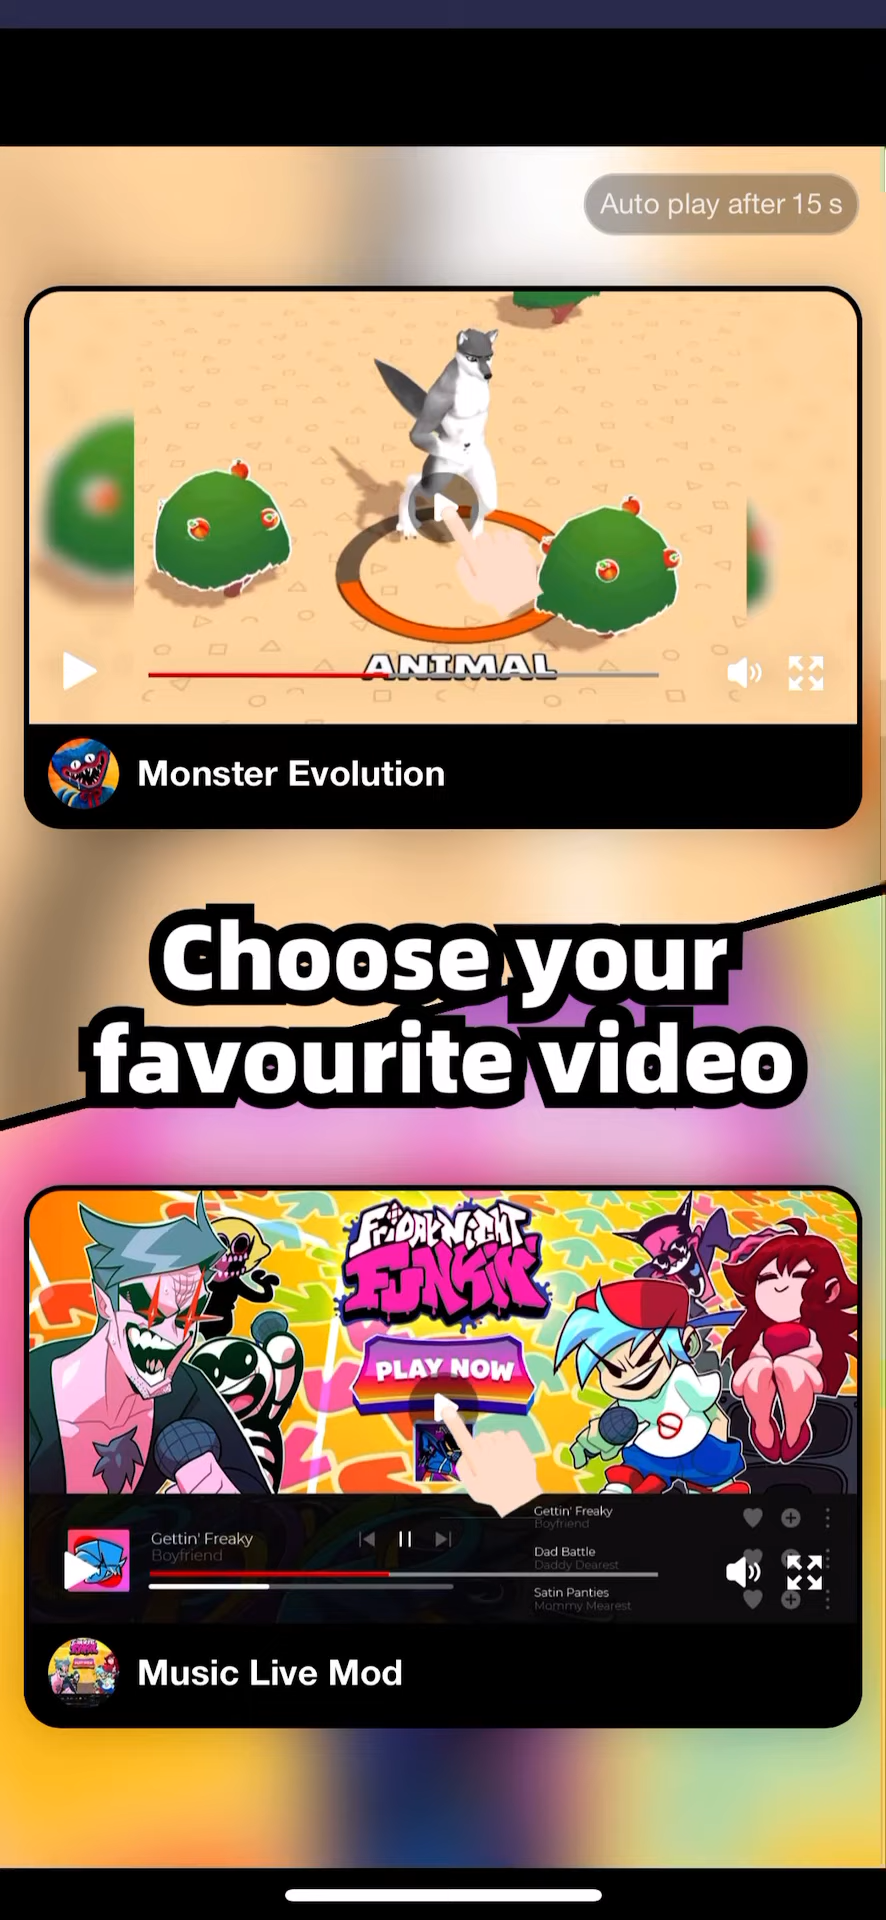 Auto play after 15 s
ANIMAL
Monster Evolution
Choose your
favourite video
FRIDAY NIGHT
FUNKIN'
PLAY NOW
Gettin' Freaky
Boyfriend
Gettin' Freaky
Boyfriend
Dad Battle
Daddy Dearest
Satin Panties
Mommy Mearest
Music Live Mod